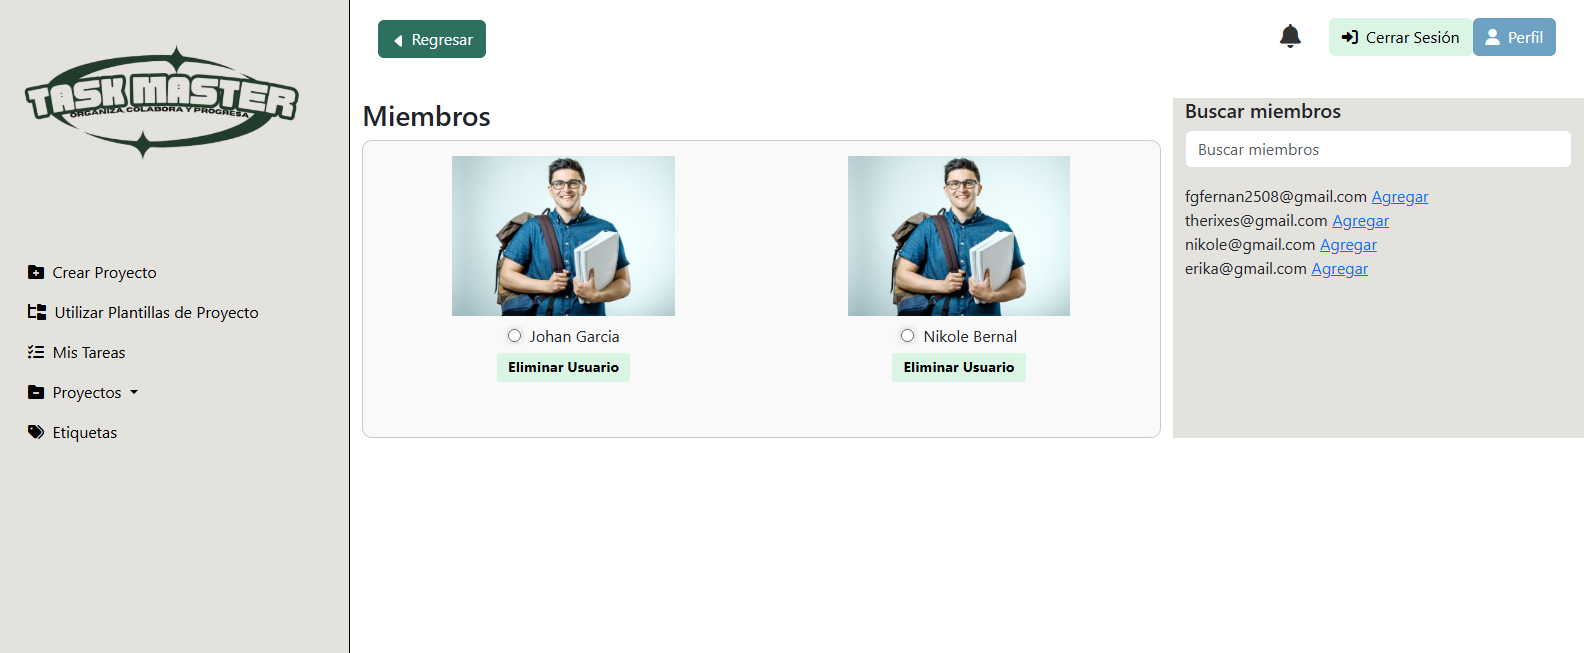 TASK MASTER
ORGANIZA, COLABORA Y PROGRESA
Crear Proyecto
Utilizar Plantillas de Proyecto
Mis Tareas
Proyectos
Etiquetas
Regresar
Cerrar Sesión
Perfil
Miembros
Johan Garcia
Eliminar Usuario
Nikole Bernal
Eliminar Usuario
Buscar miembros
Buscar miembros
fgfernan2508@gmail.com Agregar
therixes@gmail.com Agregar
nikole@gmail.com Agregar
erika@gmail.com Agregar